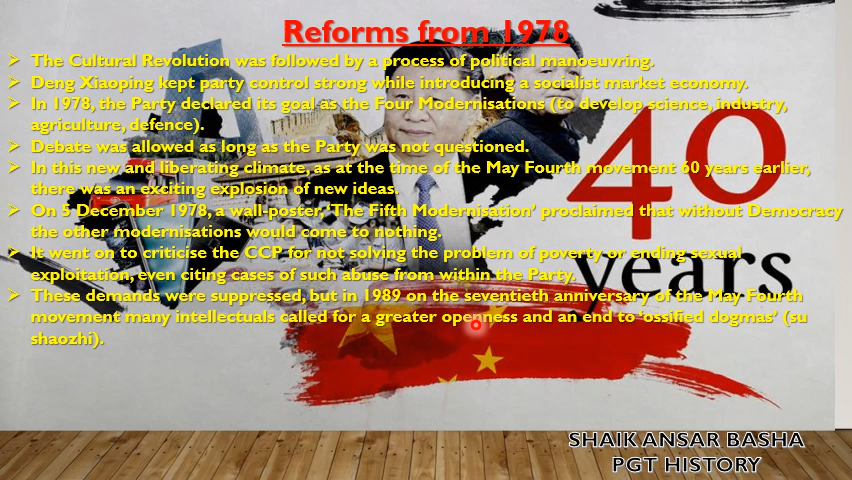 Reforms from 1978
➢ The Cultural Revolution was followed by a process of political manoeuvring.
➢ Deng Xiaoping kept party control strong while introducing a socialist market economy.
➢ In 1978, the Party declared its goal as the Four Modernisations (to develop science, industry,
agriculture, defence).
➢ Debate was allowed as long as the Party was not questioned.
➢ In this new and liberating climate, as at the time of the May Fourth movement 60 years earlier,
there was an exciting explosion of new ideas.
➢ On 5 December 1978, a wall-poster, ‘The Fifth Modernisation’ proclaimed that without Democracy
the other modernisations would come to nothing.
➢ It went on to criticise the CCP for not solving the problem of poverty or ending sexual
exploitation, even citing cases of such abuse from within the Party.
➢ These demands were suppressed, but in 1989 on the seventieth anniversary of the May Fourth
movement many intellectuals called for a greater openness and an end to ‘ossified dogmas’ (su
shaozhi).
40
years
SHAIK ANSAR BASHA
PGT HISTORY